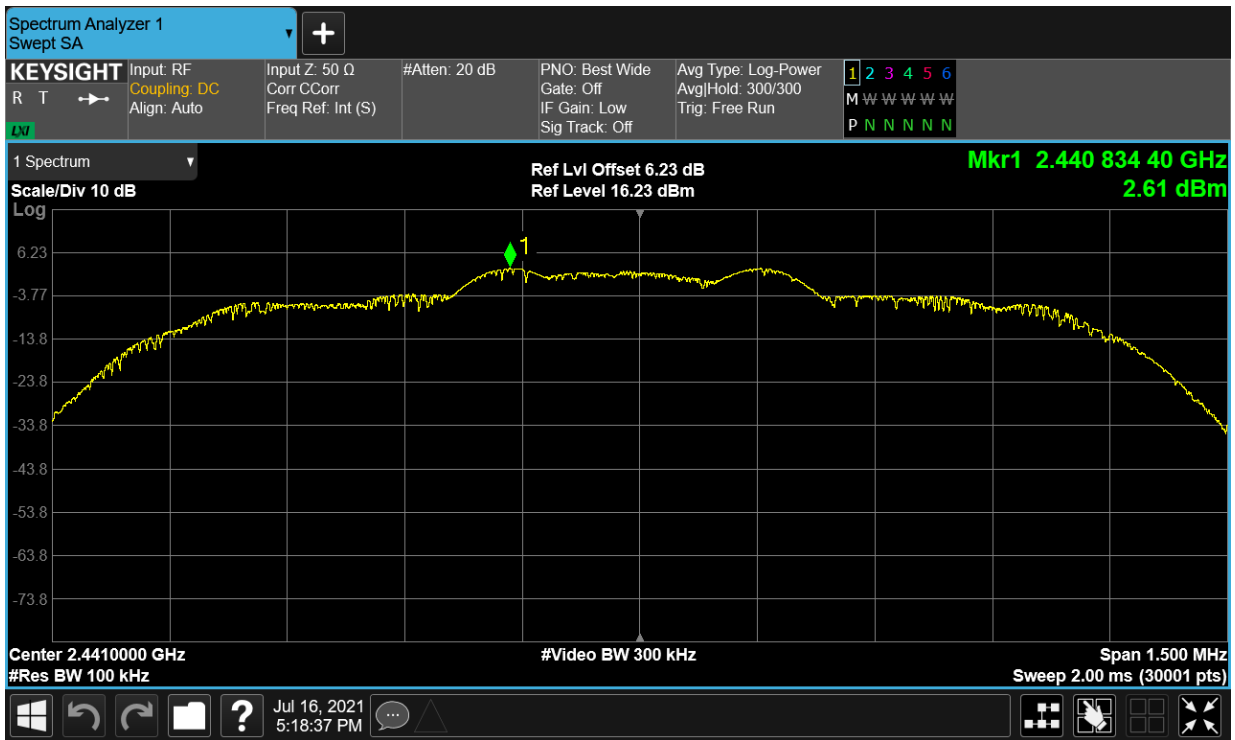 Spectrum Analyzer 1
Swept SA
KEYSIGHT
R T
LXI
Input: RF
Coupling: DC
Align: Auto
Input Z: 50 Ω
Corr CCorr
Freq Ref: Int (S)
#Atten: 20 dB
PNO: Best Wide
Gate: Off
IF Gain: Low
Sig Track: Off
Avg Type: Log-Power
Avg|Hold: 300/300
Trig: Free Run
1 2 3 4 5 6
M W W W W W
P N N N N N
1 Spectrum
Scale/Div 10 dB
Log
Ref Lvl Offset 6.23 dB
Ref Level 16.23 dBm
Mkr1 2.440 834 40 GHz
2.61 dBm
1
6.23
-3.77
-13.8
-23.8
-33.8
-43.8
-53.8
-63.8
-73.8
Center 2.4410000 GHz
#Res BW 100 kHz
#Video BW 300 kHz
Span 1.500 MHz
Sweep 2.00 ms (30001 pts)
?
Jul 16, 2021
5:18:37 PM